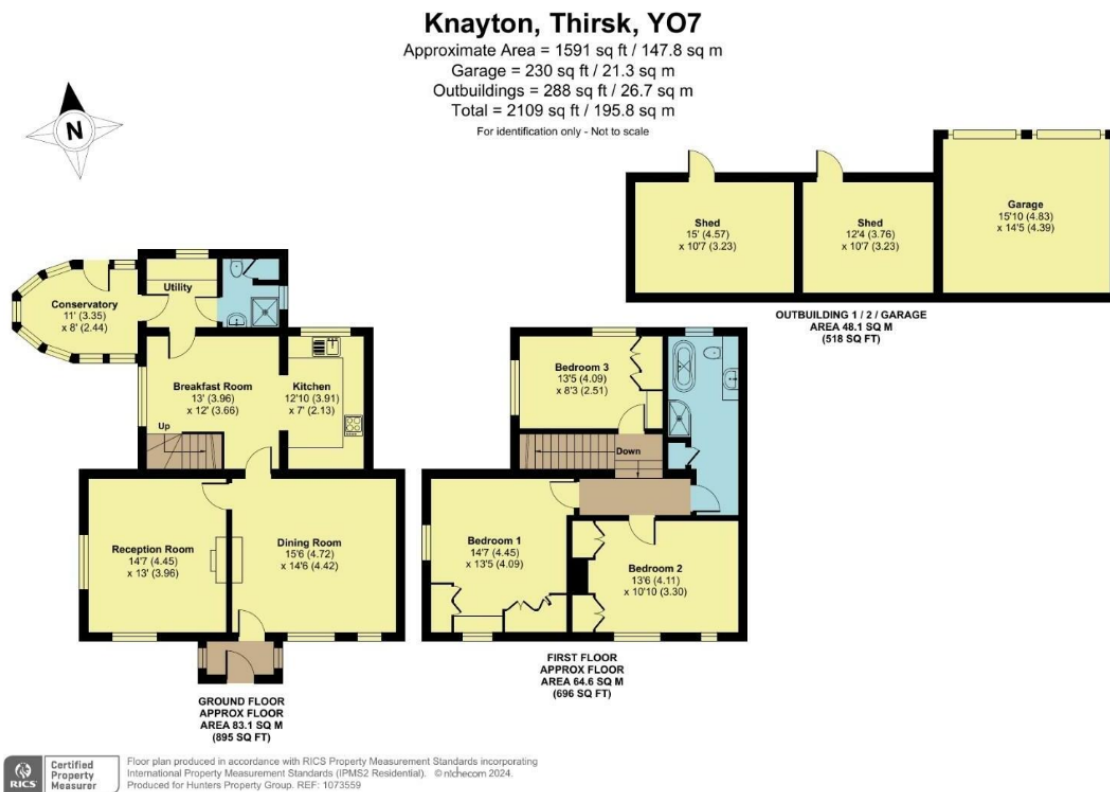 Knayton, Thirsk, YO7
Approximate Area = 1591 sq ft / 147.8 sq m
Garage = 230 sq ft / 21.3 sq m
Outbuildings = 288 sq ft / 26.7 sq m
Total = 2109 sq ft / 195.8 sq m
For identification only - Not to scale
N
Shed
15' (4.57)
x 10'7 (3.23)
Shed
12'4 (3.76)
x 10'7 (3.23)
Garage
15'10 (4.83)
x 14'5 (4.39)
OUTBUILDING 1 / 2 / GARAGE
AREA 48.1 SQ M
(518 SQ FT)
Conservatory
11' (3.35)
x 8' (2.44)
Utility
Breakfast Room
13' (3.96)
x 12' (3.66)
Kitchen
12'10 (3.91)
x 7' (2.13)
Up
Reception Room
14'7 (4.45)
x 13' (3.96)
Dining Room
15'6 (4.72)
x 14'6 (4.42)
GROUND FLOOR
APPROX FLOOR
AREA 83.1 SQ M
(895 SQ FT)
Bedroom 3
13'5 (4.09)
x 8'3 (2.51)
Down
Bedroom 1
14'7 (4.45)
x 13'5 (4.09)
Bedroom 2
13'6 (4.11)
x 10'10 (3.30)
FIRST FLOOR
APPROX FLOOR
AREA 64.6 SQ M
(696 SQ FT)
RICS
Certified
Property
Measurer
Floor plan produced in accordance with RICS Property Measurement Standards incorporating
International Property Measurement Standards (IPMS2 Residential). © nichecom 2024.
Produced for Hunters Property Group. REF: 1073559